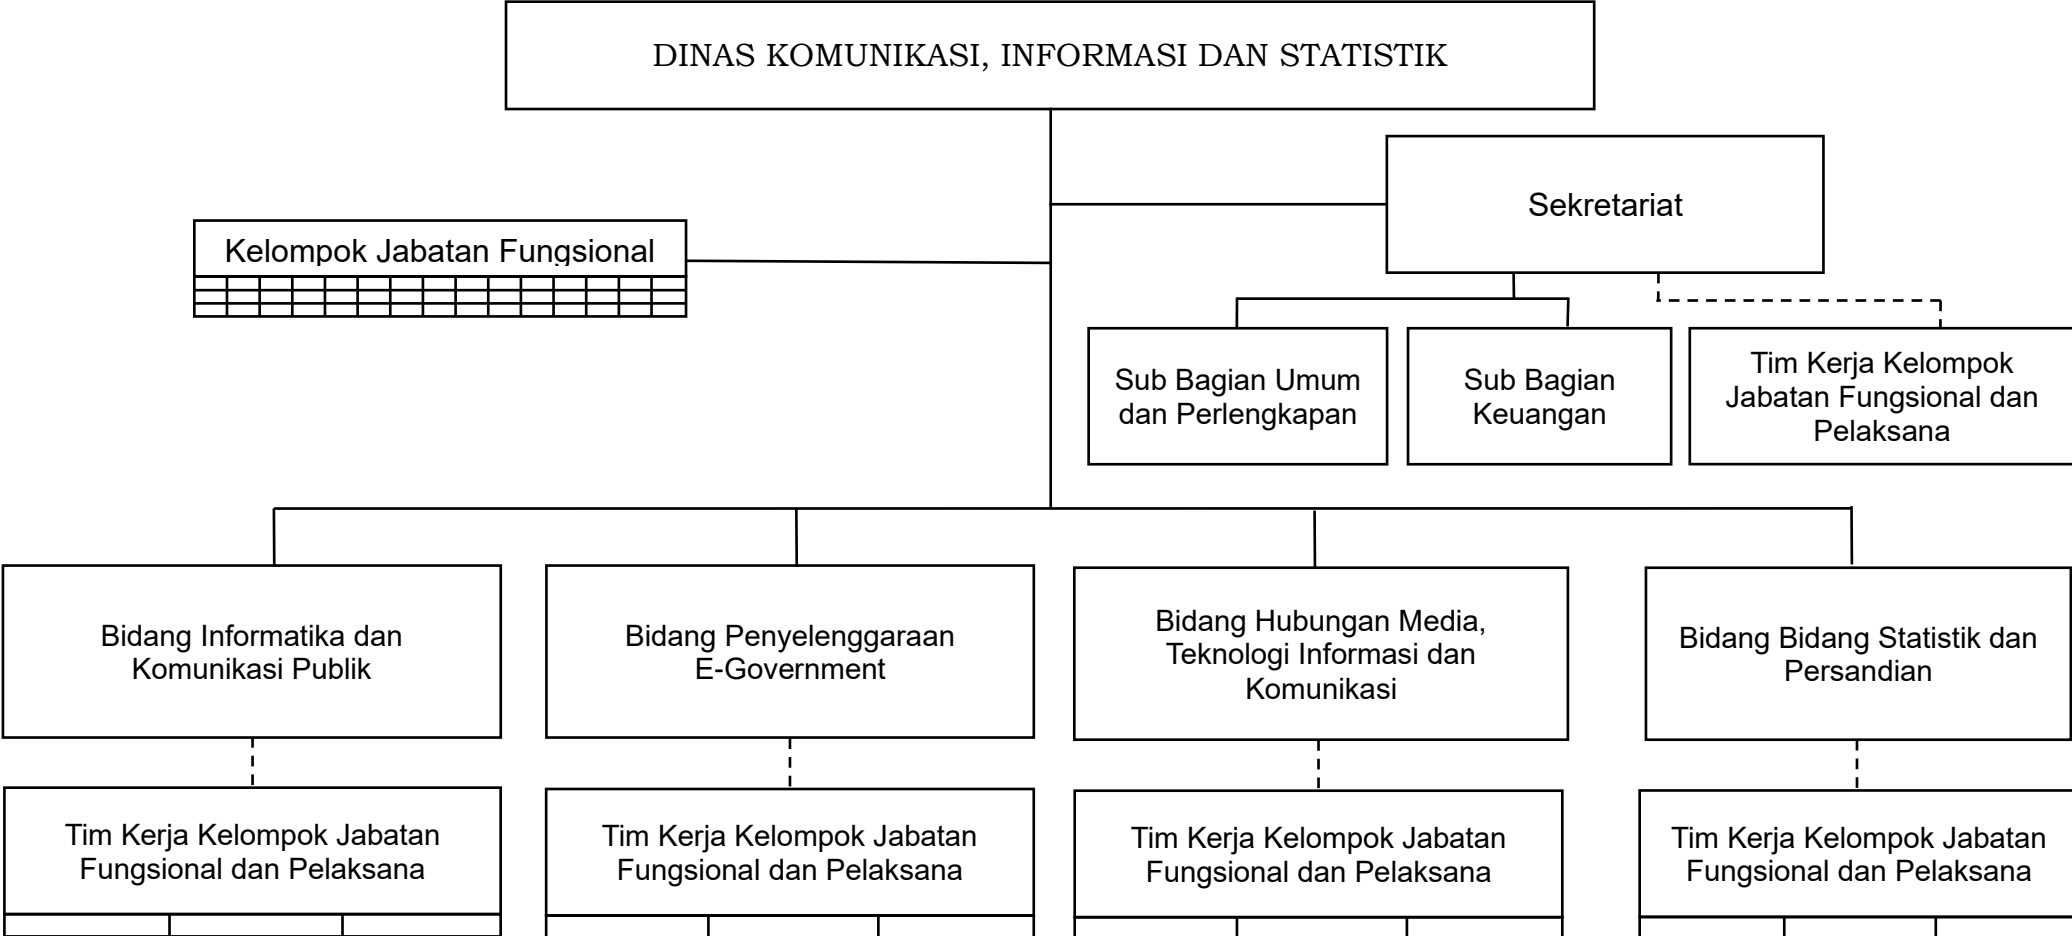 DINAS KOMUNIKASI, INFORMASI DAN STATISTIK
Sekretariat
Kelompok Jabatan Fungsional
Sub Bagian Umum
dan Perlengkapan
Sub Bagian
Keuangan
Tim Kerja Kelompok
Jabatan Fungsional dan
Pelaksana
Bidang Informatika dan
Komunikasi Publik
Bidang Penyelenggaraan
E-Government
Bidang Hubungan Media,
Teknologi Informasi dan
Komunikasi
Bidang Bidang Statistik dan
Persandian
Tim Kerja Kelompok Jabatan
Fungsional dan Pelaksana
Tim Kerja Kelompok Jabatan
Fungsional dan Pelaksana
Tim Kerja Kelompok Jabatan
Fungsional dan Pelaksana
Tim Kerja Kelompok Jabatan
Fungsional dan Pelaksana